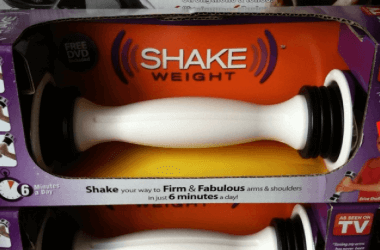 FREE
DVD
SHAKE
WEIGHT
6 Minutes
a Day!
Shake your way to Firm & Fabulous arms & shoulders
in just 6 minutes a day!
AS SEEN ON
TV